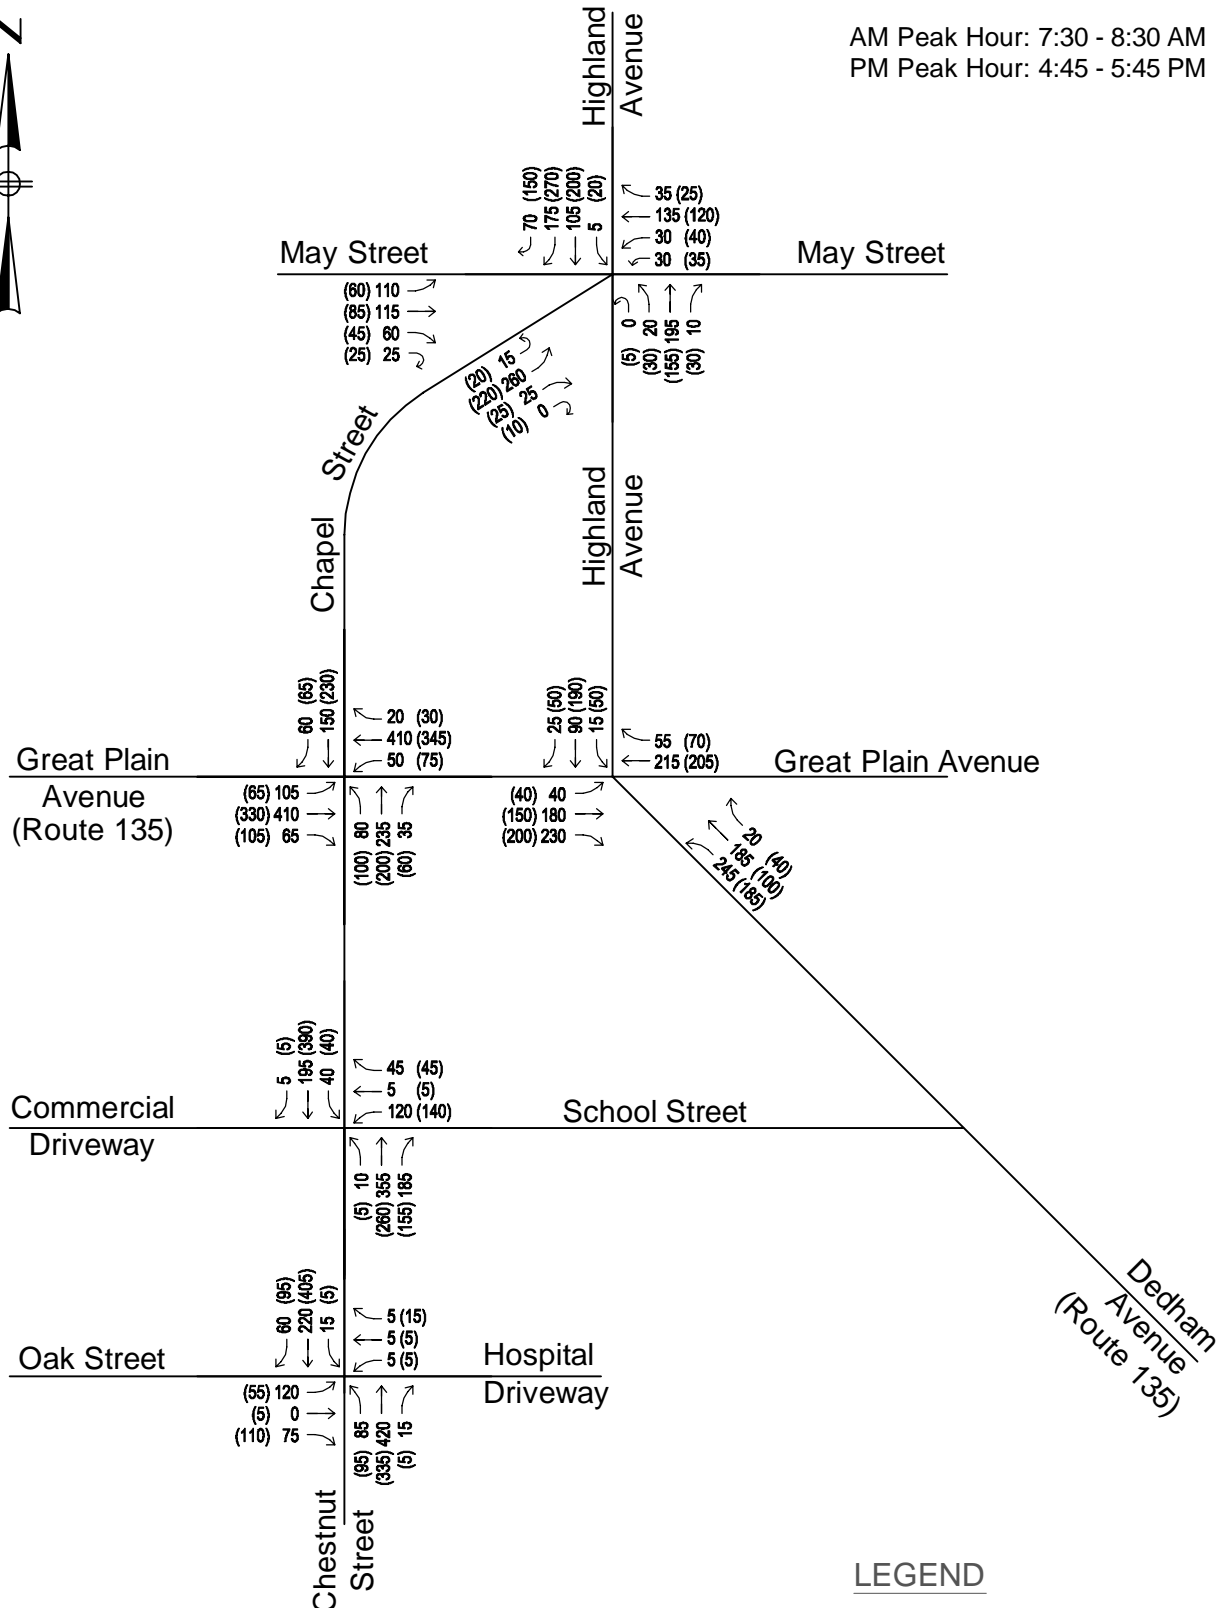 Z
AM Peak Hour: 7:30 - 8:30 AM
PM Peak Hour: 4:45 - 5:45 PM
Highland
Avenue
70 (150)
175 (270)
105 (200)
5 (20)
35 (25)
135 (120)
30 (40)
30 (35)
May Street
May Street
(60) 110
(85) 115
(45) 60
(25) 25
(5) 0
(30) 20
(155) 195
(30) 10
(20) 15
(220) 260
(25) 25
(10) 0
Street
Chapel
Highland
Avenue
60 (65)
150 (230)
20 (30)
410 (345)
50 (75)
25 (50)
90 (190)
15 (50)
55 (70)
215 (205)
Great Plain
Avenue
(Route 135)
Great Plain Avenue
(65) 105
(330) 410
(105) 65
(100) 80
(200) 235
(60) 35
(40) 40
(150) 180
(200) 230
20 (40)
185 (100)
245 (185)
5 (5)
195 (390)
40 (40)
45 (45)
5 (5)
120 (140)
Commercial
Driveway
School Street
(5) 10
(260) 355
(155) 185
60 (95)
220 (405)
15 (5)
5 (15)
5 (5)
5 (5)
Oak Street
Hospital
Driveway
(55) 120
(5) 0
(110) 75
(95) 85
(335) 420
(5) 15
Dedham
Avenue
(Route 135)
Chestnut
Street
LEGEND